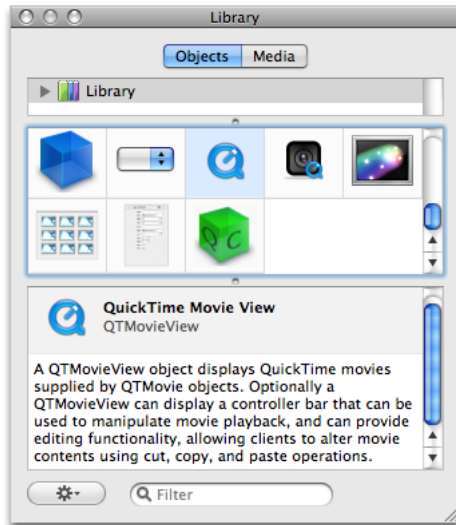 Library
Objects
Media
Library
QC
QuickTime Movie View
QTMovieView
A QTMovieView object displays QuickTime movies
supplied by QTMovie objects. Optionally a
QTMovieView can display a controller bar that can be
used to manipulate movie playback, and can provide
editing functionality, allowing clients to alter movie
contents using cut, copy, and paste operations.
Filter